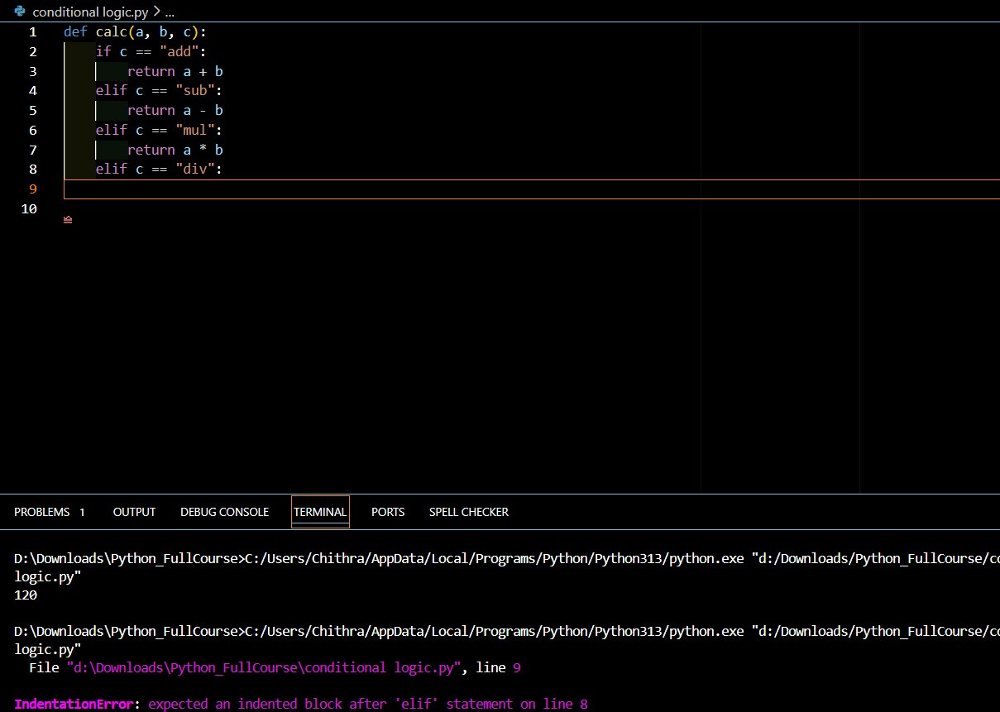 conditional logic.py > ...
1 def calc(a, b, c):
2     if c == "add":
3         return a + b
4     elif c == "sub":
5         return a - b
6     elif c == "mul":
7         return a * b
8     elif c == "div":
9
10
PROBLEMS 1 OUTPUT DEBUG CONSOLE TERMINAL PORTS SPELL CHECKER
D:\Downloads\Python_FullCourse>C:/Users/Chithra/AppData/Local/Programs/Python/Python313/python.exe "d:/Downloads/Python_FullCourse/co
logic.py"
120
D:\Downloads\Python_FullCourse>C:/Users/Chithra/AppData/Local/Programs/Python/Python313/python.exe "d:/Downloads/Python_FullCourse/co
logic.py"
  File "d:\Downloads\Python_FullCourse\conditional logic.py", line 9
IndentationError: expected an indented block after 'elif' statement on line 8